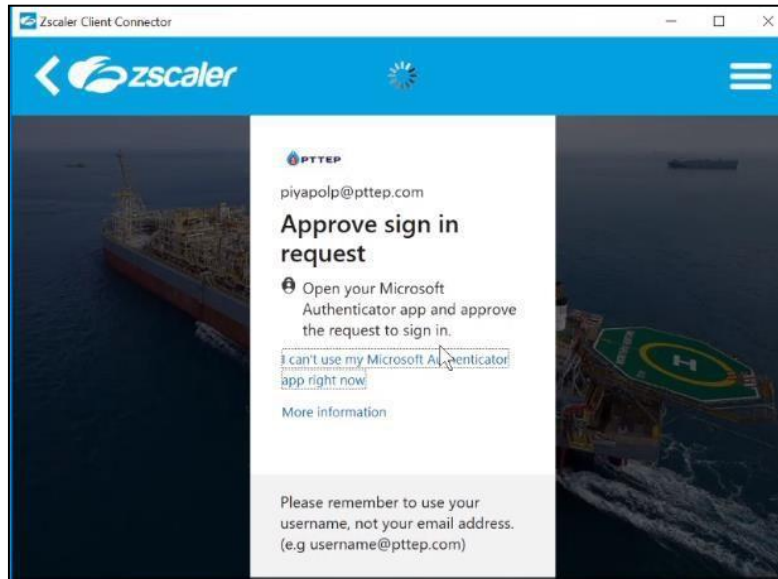 Zscaler Client Connector
zscaler
PTTEP
piyapolp@pttep.com
Approve sign in
request
Open your Microsoft
Authenticator app and approve
the request to sign in.
I can't use my Microsoft Authenticator
app right now
More information
Please remember to use your
username, not your email address.
(e.g username@pttep.com)
H